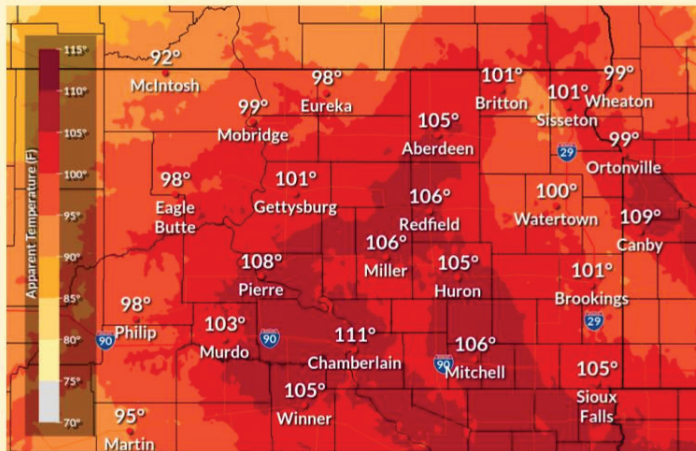 115°
110°
105°
100°
95°
90°
85°
80°
75°
70°
Apparent Temperature (F)
92°
McIntosh
98°
Eureka
99°
Mobridge
101°
Britton
101°
Sisseton
99°
Wheaton
105°
Aberdeen
29
99°
Ortonville
98°
Eagle
Butte
101°
Gettysburg
106°
Redfield
100°
Watertown
109°
Canby
108°
Pierre
106°
Miller
105°
Huron
101°
Brookings
29
98°
Philip
90
103°
Murdo
90
111°
Chamberlain
90
106°
Mitchell
105°
Winner
105°
Sioux
Falls
95°
Martin